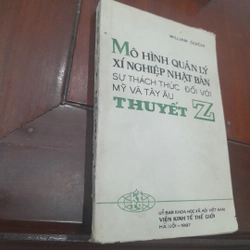 WILLIAM OUCHI
MÔ HÌNH QUẢN LÝ
XÍ NGHIỆP NHẬT BẢN
SỰ THÁCH THỨC ĐỐI VỚI
MỸ VÀ TÂY ÂU
THUYẾT Z
UỶ BAN KHOA HỌC XÃ HỘI VIỆT NAM
VIỆN KINH TẾ THẾ GIỚI
HÀ NỘI - 1987